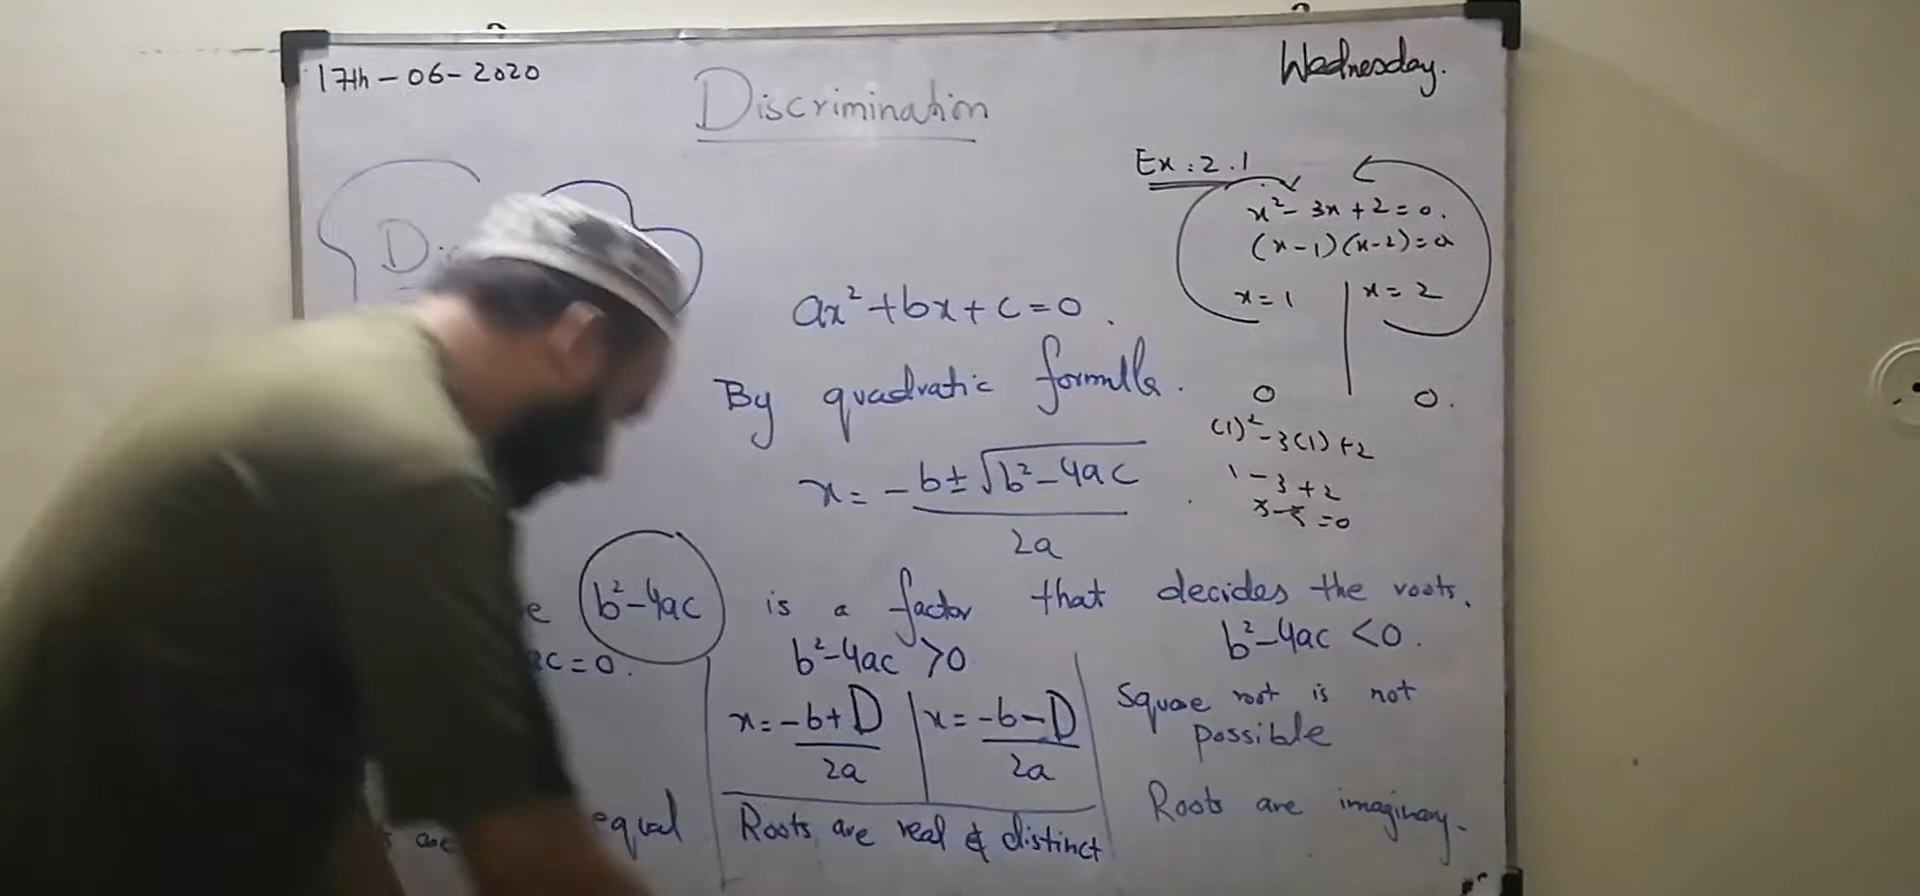 17th-06-2020
Wednesday.
Discrimination
Ex:2.1
x²-3x+2=0.
(x-1)(x-2)=0
x=1 | x=2
0 0.
(1)²-3(1)+2
1-3+2
3-3=0
ax²+bx+c=0.
By quadratic formulla.
x = -b±√b²-4ac
2a
b²-4ac is a factor that decides the roots.
ac=0. b²-4ac >0 b²-4ac <0.
x=-b+D | x=-b-D
2a 2a
Square root is not
possible
equal
Roots are real & distinct
Roots are imaginary.